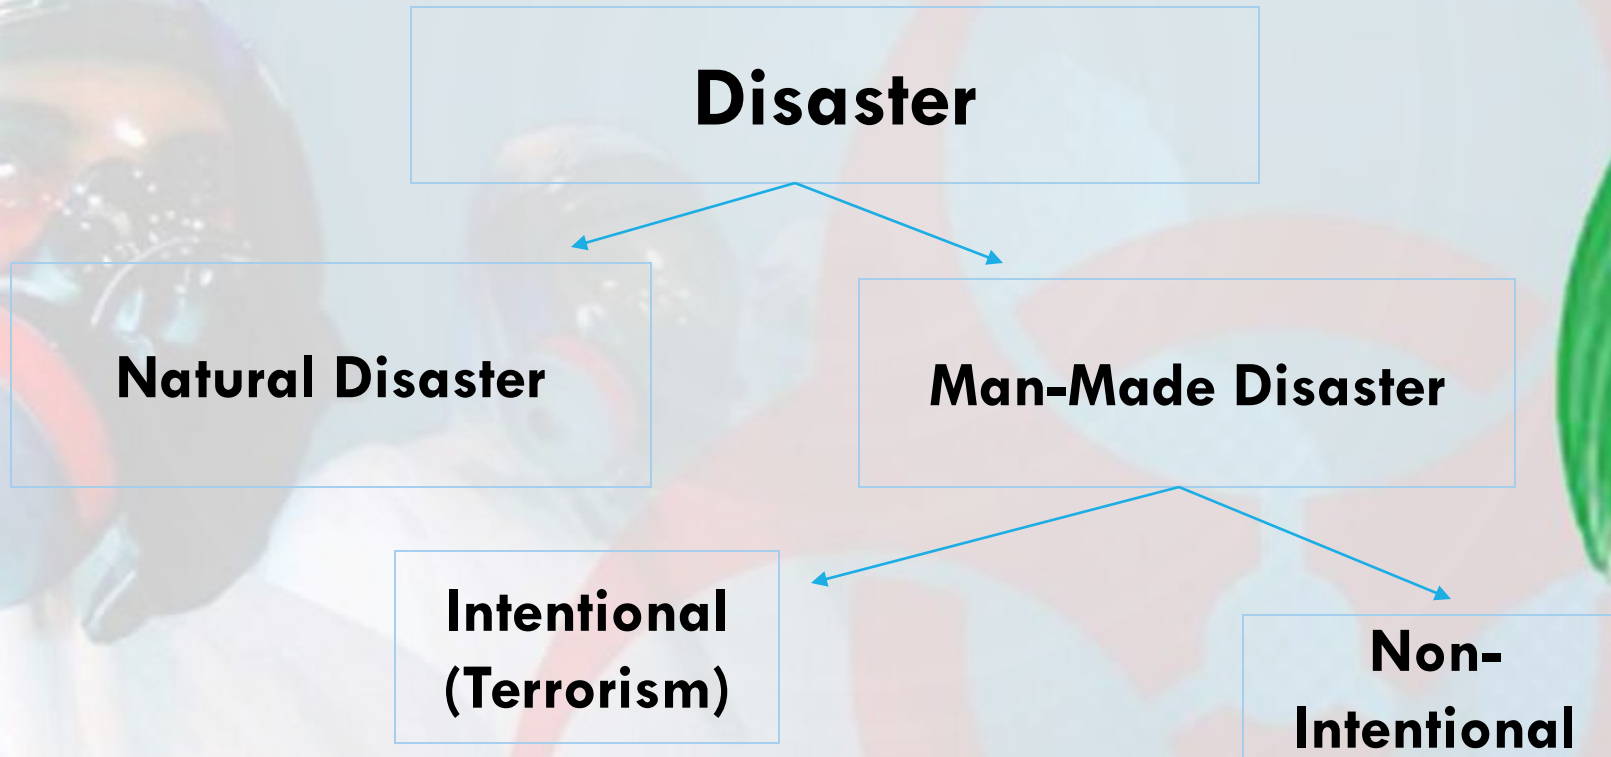 Disaster
Natural Disaster
Man-Made Disaster
Intentional
(Terrorism)
Non-
Intentional